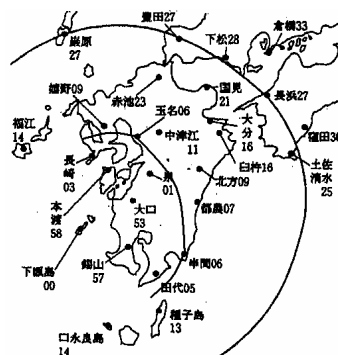 豊田27
下松28
倉橋33
厳原
27
嬉野09
赤池23
国見
21
長浜27
玉名06
福江
14
中津江
11
大分
16
窪田30
臼杵16
土佐
清水
25
長崎
03
泉
01
北方09
本渡
58
大口
53
都農07
下甑島
00
錫山
57
串間06
田代05
種子島
13
口永良島
14